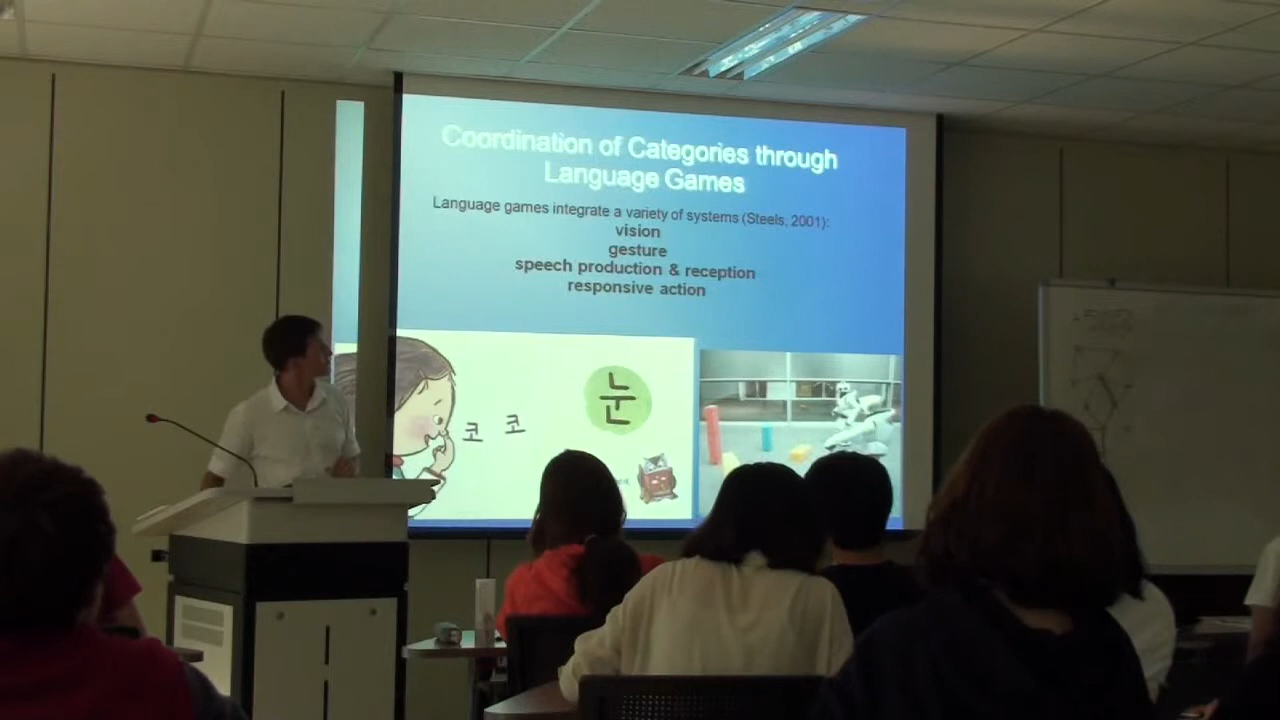 Coordination of Categories through
Language Games
Language games integrate a variety of systems (Steels, 2001):
vision
gesture
speech production & reception
responsive action
눈
코 코